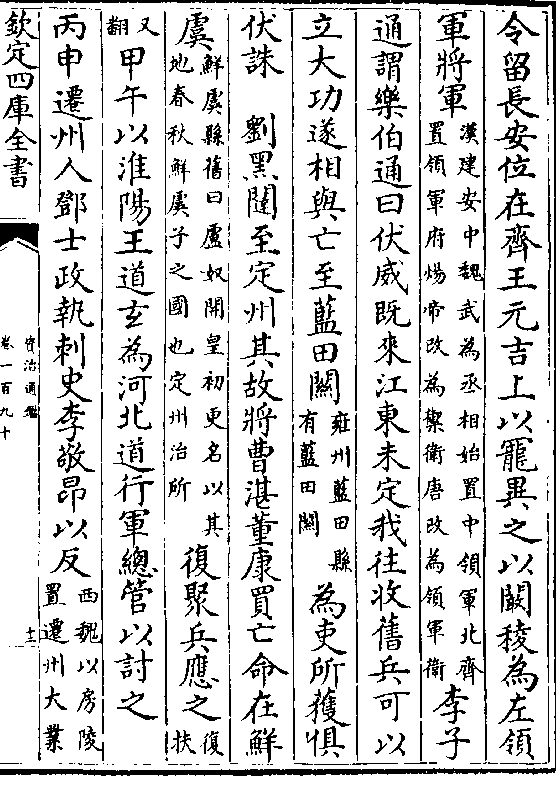 令留長安位在齊王元吉上以寵異之以闞稜為左領
軍將軍漢建安中魏武為丞相始置中領軍北齊置領軍府煬帝改為禦衛唐改為領軍衛李子
通謂樂伯通曰伏威既來江東未定我往收舊兵可以
立大功遂相與亡至藍田關雍州藍田縣有藍田關為吏所獲俱
伏誅　劉黑闥至定州其故將曹湛董康買亡命在鮮
虞鮮虞縣舊曰盧奴開皇初更名以其地春秋鮮虞子之國也定州治所復聚兵應之復扶
又翻甲午以淮陽王道玄為河北道行軍總管以討之
丙申遷州人鄧士政執刺史李敬昂以反西魏以房陵置遷州大業
欽定四庫全書
資治通鑑
卷一百九十
十二